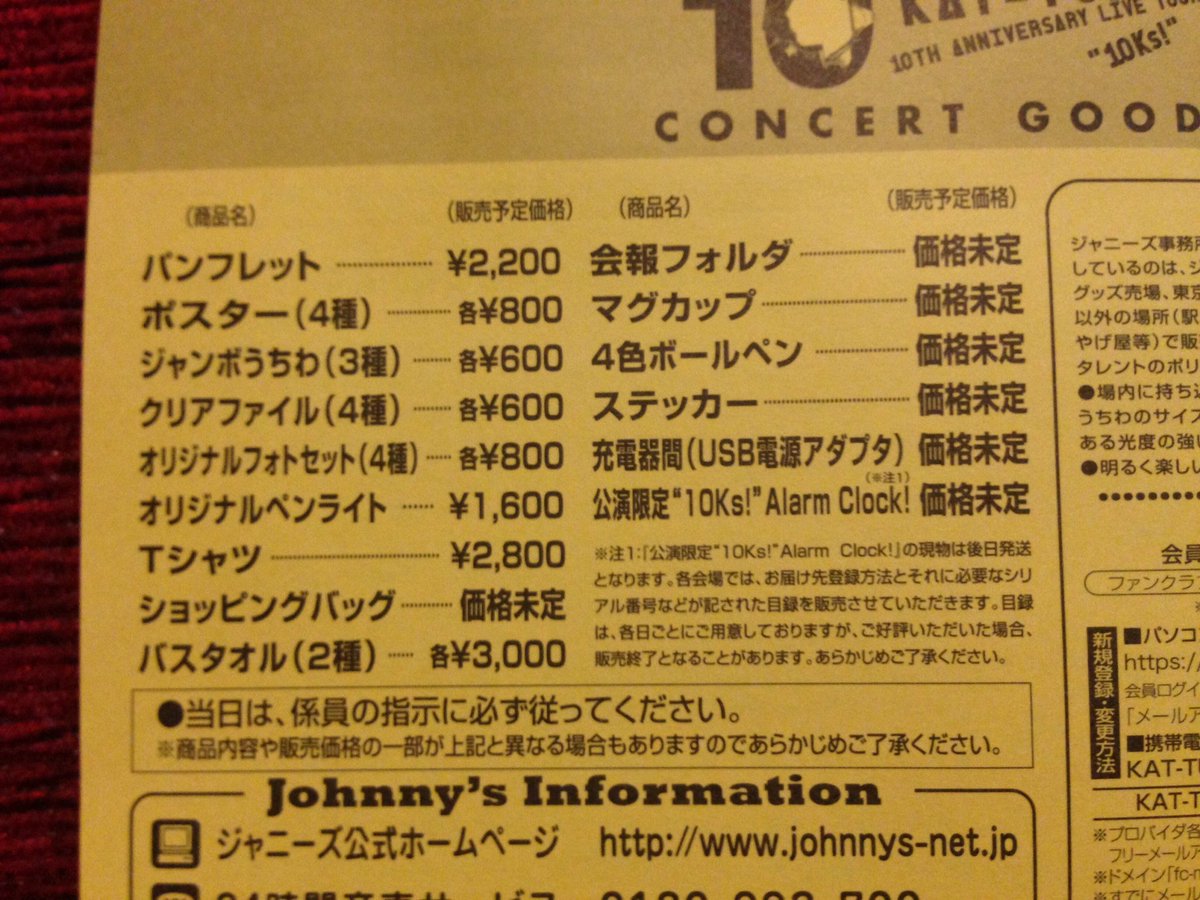 10
10TH ANNIVERSARY LIVE TOUR
"10Ks!"
CONCERT GOOD
(商品名) (販売予定価格)
パンフレット ¥2,200
ポスター(4種) 各¥800
ジャンボうちわ(3種) 各¥600
クリアファイル(4種) 各¥600
オリジナルフォトセット(4種) 各¥800
オリジナルペンライト ¥1,600
Tシャツ ¥2,800
ショッピングバッグ 価格未定
バスタオル(2種) 各¥3,000
(商品名) (販売予定価格)
会報フォルダ 価格未定
マグカップ 価格未定
4色ボールペン 価格未定
ステッカー 価格未定
充電器間(USB電源アダプタ) 価格未定
(※注1)
公演限定"10Ks!"Alarm Clock! 価格未定
※注1:『公演限定"10Ks!"Alarm Clock!』の現物は後日発送
となります。各会場では、お届け先登録方法とそれに必要なシリ
アル番号などが記された目録を販売させていただきます。目録
は、各日ごとにご用意しておりますが、ご好評いただいた場合、
販売終了となることがあります。あらかじめご了承ください。
●当日は、係員の指示に必ず従ってください。
※商品内容や販売価格の一部が上記と異なる場合もありますのであらかじめご了承ください。
Johnny's Information
ジャニーズ公式ホームページ http://www.johnnys-net.jp
ジャニーズ事務所
しているのは、
グッズ売場、東京
以外の場所(駅
やげ屋等)で販
タレントのポリ
●場内に持ち込
うちわのサイズ
ある光度の強い
●明るく楽しい
会員
ファンクラ
新規登録・変更方法
■パソコ
https://
会員ログイ
「メールア
■携帯電
KAT-TU
KAT-T
※プロバイダ各
フリーメールア
※ドメイン「fc-m
※すでにメール